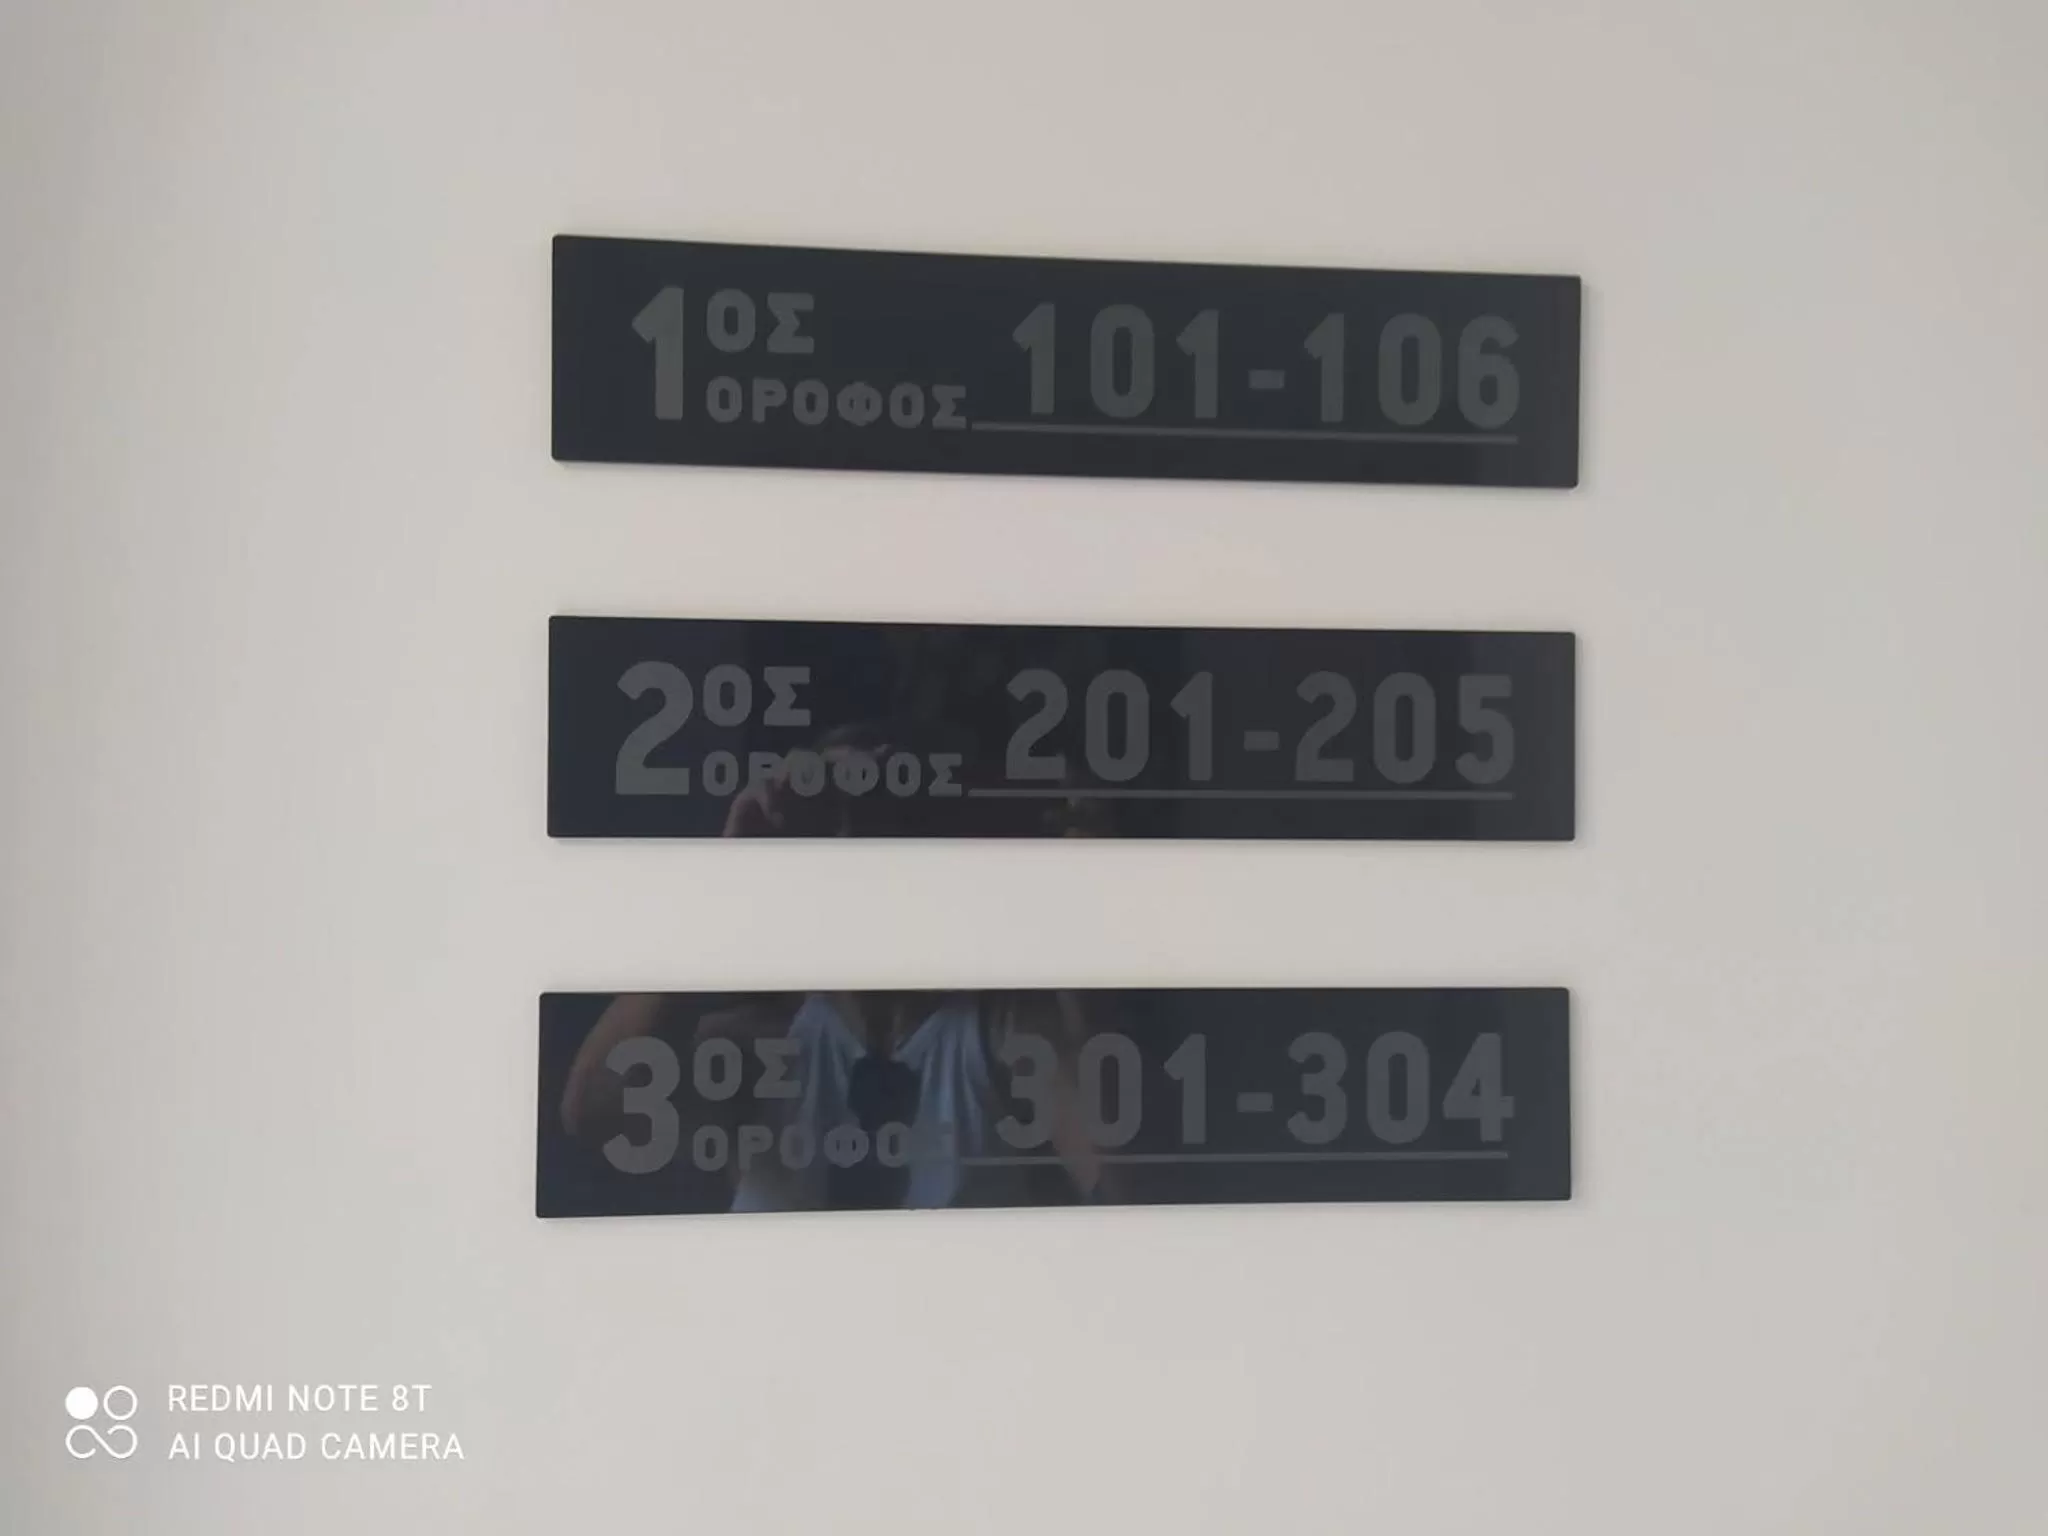 1ΟΣ 101-106
ΟΡΟΦΟΣ
2ΟΣ 201-205
ΟΡΟΦΟΣ
3ΟΣ 301-304
ΟΡΟΦΟΣ
REDMI NOTE 8T
AI QUAD CAMERA